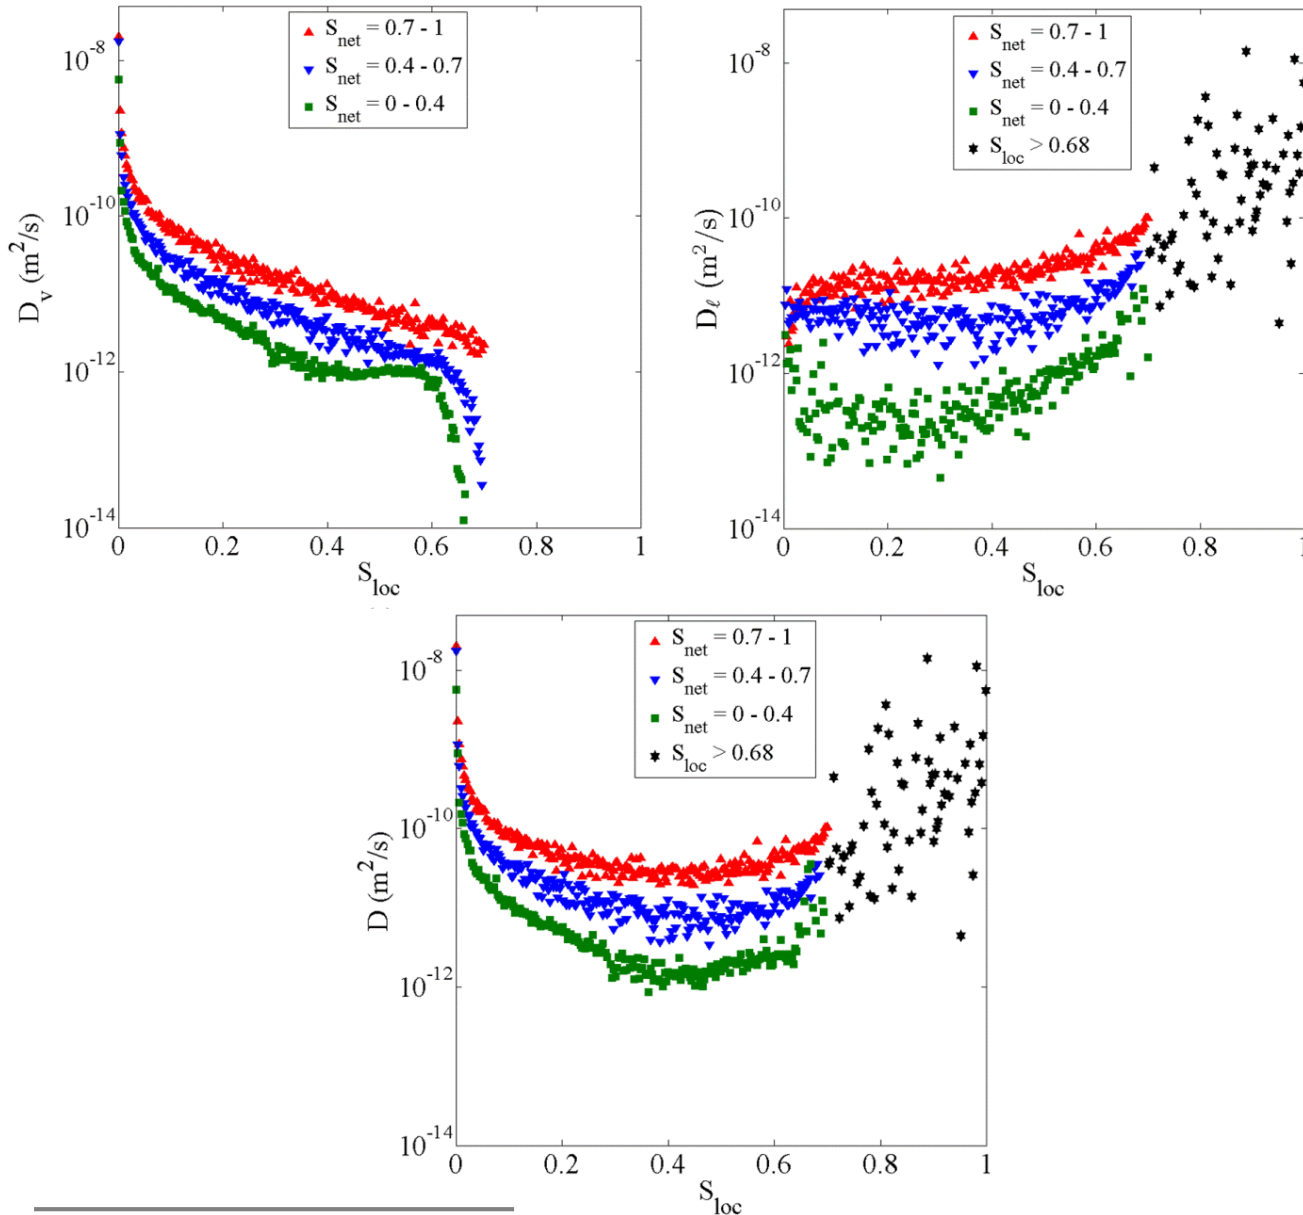 S_net = 0.7 - 1
S_net = 0.4 - 0.7
S_net = 0 - 0.4
10^-8
10^-10
10^-12
10^-14
D_v (m^2/s)
0 0.2 0.4 0.6 0.8 1
S_loc
S_net = 0.7 - 1
S_net = 0.4 - 0.7
S_net = 0 - 0.4
S_loc > 0.68
10^-8
10^-10
10^-12
10^-14
D_ℓ (m^2/s)
0 0.2 0.4 0.6 0.8 1
S_loc
S_net = 0.7 - 1
S_net = 0.4 - 0.7
S_net = 0 - 0.4
S_loc > 0.68
10^-8
10^-10
10^-12
10^-14
D (m^2/s)
0 0.2 0.4 0.6 0.8 1
S_loc